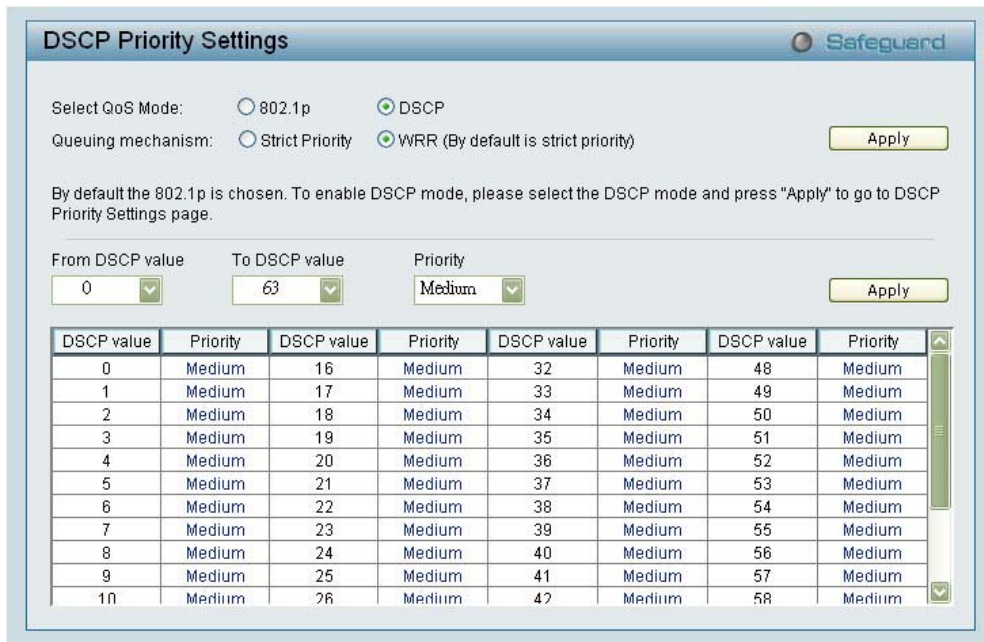 DSCP Priority Settings
Safeguard
Select QoS Mode: 802.1p DSCP
Queuing mechanism: Strict Priority WRR (By default is strict priority) Apply
By default the 802.1p is chosen. To enable DSCP mode, please select the DSCP mode and press "Apply" to go to DSCP
Priority Settings page.
From DSCP value To DSCP value Priority
0 63 Medium Apply
DSCP value Priority DSCP value Priority DSCP value Priority DSCP value Priority
0 Medium 16 Medium 32 Medium 48 Medium
1 Medium 17 Medium 33 Medium 49 Medium
2 Medium 18 Medium 34 Medium 50 Medium
3 Medium 19 Medium 35 Medium 51 Medium
4 Medium 20 Medium 36 Medium 52 Medium
5 Medium 21 Medium 37 Medium 53 Medium
6 Medium 22 Medium 38 Medium 54 Medium
7 Medium 23 Medium 39 Medium 55 Medium
8 Medium 24 Medium 40 Medium 56 Medium
9 Medium 25 Medium 41 Medium 57 Medium
10 Medium 26 Medium 42 Medium 58 Medium